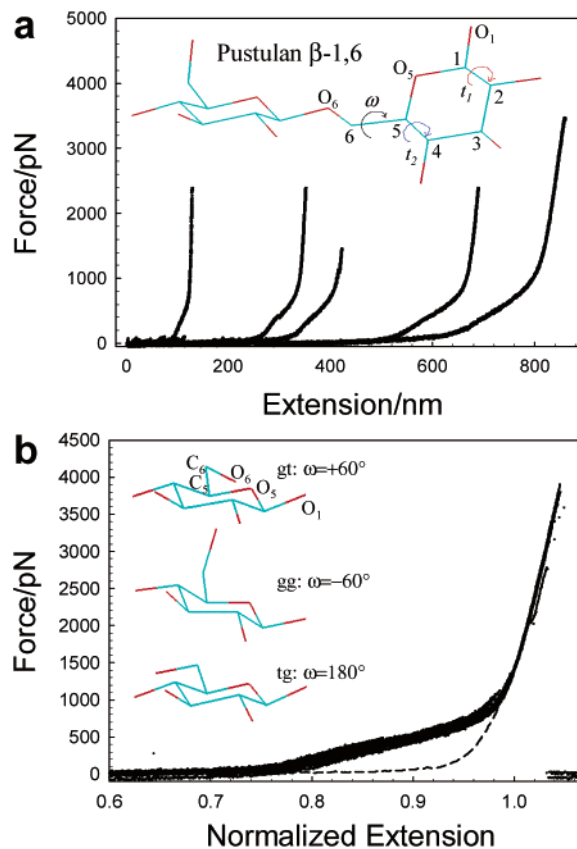 a
Pustulan β-1,6
O1
O5
1
2
t1
O6
ω
6
5
4
3
t2
5000
4000
3000
2000
1000
0
Force/pN
0 200 400 600 800
Extension/nm
b
4500
4000
3500
3000
2500
2000
1500
1000
500
0
Force/pN
C6
O6
gt: ω=+60°
C5
O5
O1
gg: ω=−60°
tg: ω=180°
0.6 0.7 0.8 0.9 1.0
Normalized Extension